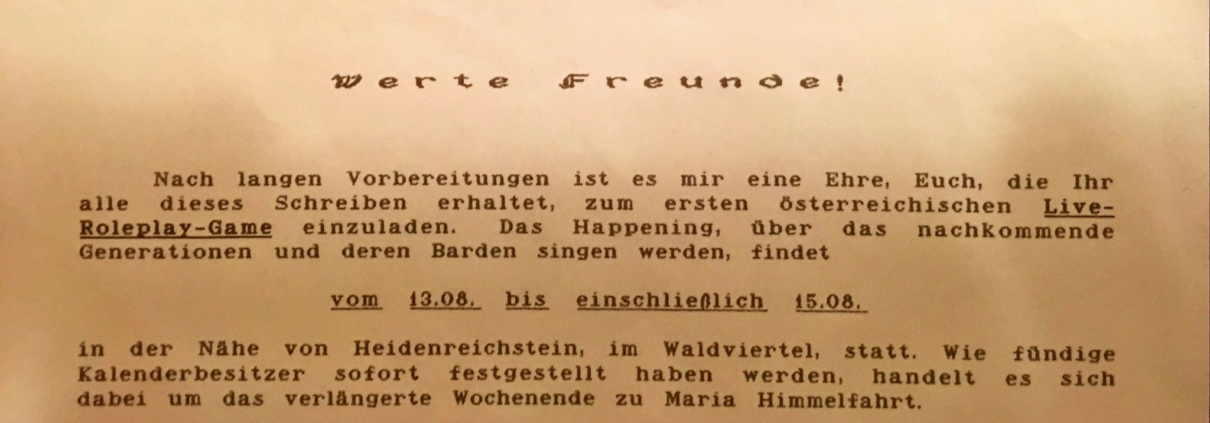 Werte Freunde!
Nach langen Vorbereitungen ist es mir eine Ehre, Euch, die Ihr
alle dieses Schreiben erhaltet, zum ersten österreichischen Live-
Roleplay-Game einzuladen. Das Happening, über das nachkommende
Generationen und deren Barden singen werden, findet
vom 13.08. bis einschließlich 15.08.
in der Nähe von Heidenreichstein, im Waldviertel, statt. Wie fündige
Kalenderbesitzer sofort festgestellt haben werden, handelt es sich
dabei um das verlängerte Wochenende zu Maria Himmelfahrt.